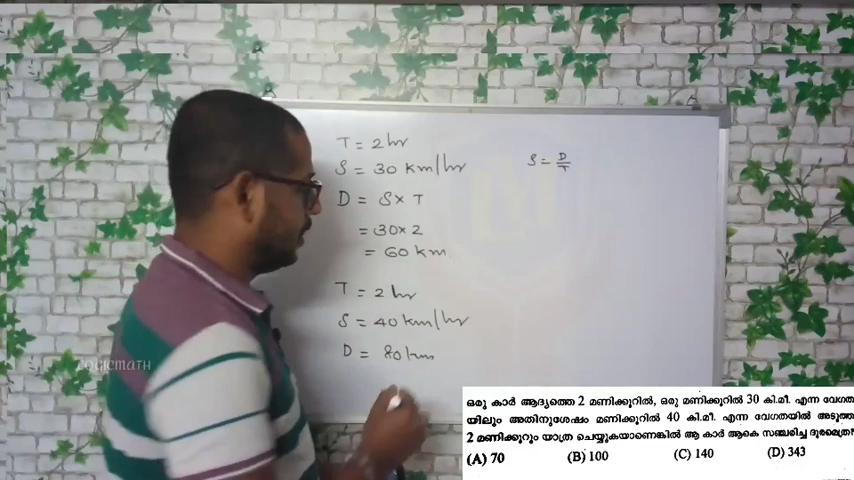 T = 2 hr
S = 30 km/hr
D = S × T
= 30 × 2
= 60 km
T = 2 hr
S = 40 km/hr
D = 80 km
S = D/T
LOGICMATH
ഒരു കാർ ആദ്യത്തെ 2 മണിക്കൂറിൽ, ഒരു മണിക്കൂറിൽ 30 കി.മീ. എന്ന വേഗത
യിലും അതിനുശേഷം മണിക്കൂറിൽ 40 കി.മീ. എന്ന വേഗതയിൽ അടുത്ത
2 മണിക്കൂറും യാത്ര ചെയ്യുകയാണെങ്കിൽ ആ കാർ ആകെ സഞ്ചരിച്ച ദൂരമെത്ര?
(A) 70 (B) 100 (C) 140 (D) 343